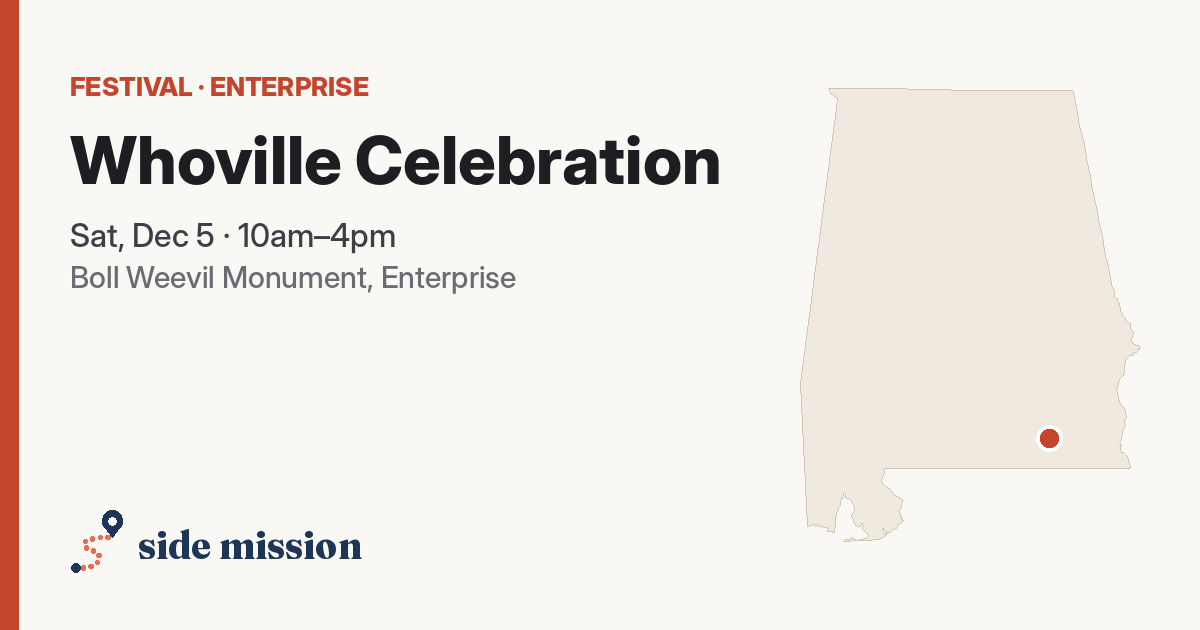 FESTIVAL · ENTERPRISE
Whoville Celebration
Sat, Dec 5 · 10am–4pm
Boll Weevil Monument, Enterprise
side mission